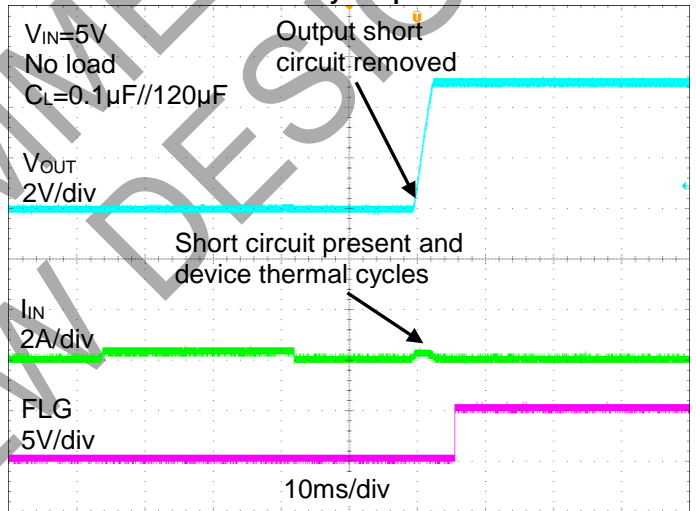 VIN=5V
No load
CL=0.1µF//120µF
Output short
circuit removed
VOUT
2V/div
Short circuit present and
device thermal cycles
IIN
2A/div
FLG
5V/div
10ms/div